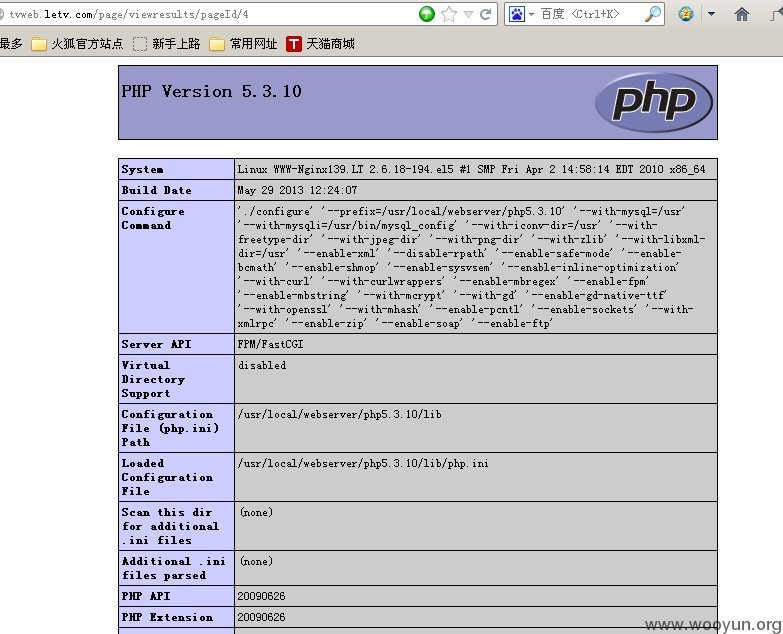 tvweb.letv.com/page/viewresults/pageId/4
百度 <Ctrl+K>
最多 火狐官方站点 新手上路 常用网址 T 天猫商城
PHP Version 5.3.10
php
System Linux WWW-Nginx139.LT 2.6.18-194.el5 #1 SMP Fri Apr 2 14:58:14 EDT 2010 x86_64
Build Date May 29 2013 12:24:07
Configure './configure' '--prefix=/usr/local/webserver/php5.3.10' '--with-mysql=/usr'
Command '--with-mysqli=/usr/bin/mysql_config' '--with-iconv-dir=/usr' '--with-
freetype-dir' '--with-jpeg-dir' '--with-png-dir' '--with-zlib' '--with-libxml-
dir=/usr' '--enable-xml' '--disable-rpath' '--enable-safe-mode' '--enable-
bcmath' '--enable-shmop' '--enable-sysvsem' '--enable-inline-optimization'
'--with-curl' '--with-curlwrappers' '--enable-mbregex' '--enable-fpm'
'--enable-mbstring' '--with-mcrypt' '--with-gd' '--enable-gd-native-ttf'
'--with-openssl' '--with-mhash' '--enable-pcntl' '--enable-sockets' '--with-
xmlrpc' '--enable-zip' '--enable-soap' '--enable-ftp'
Server API FPM/FastCGI
Virtual disabled
Directory
Support
Configuration /usr/local/webserver/php5.3.10/lib
File (php.ini)
Path
Loaded /usr/local/webserver/php5.3.10/lib/php.ini
Configuration
File
Scan this dir (none)
for additional
.ini files
Additional .ini (none)
files parsed
PHP API 20090626
PHP Extension 20090626
www.wooyun.org